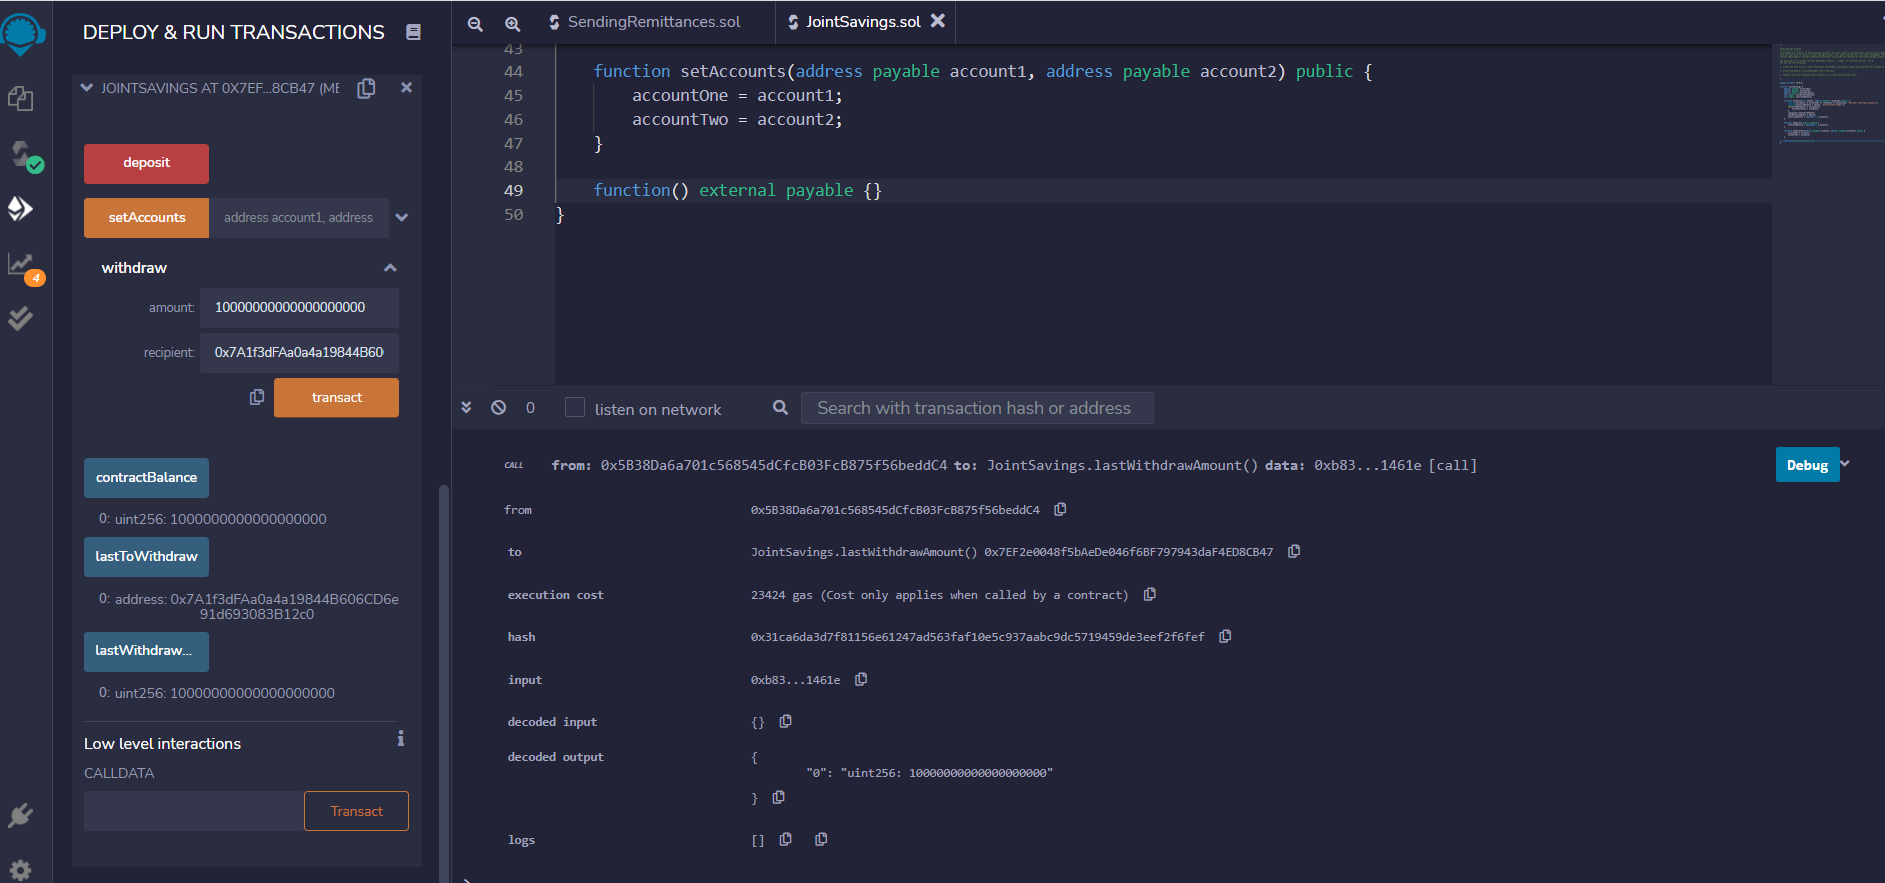 DEPLOY & RUN TRANSACTIONS
JOINTSAVINGS AT 0X7EF...8CB47 (ME
deposit
setAccounts address account1, address
withdraw
amount: 10000000000000000000
recipient: 0x7A1f3dFAa0a4a19844B60
transact
contractBalance
0: uint256: 1000000000000000000
lastToWithdraw
0: address: 0x7A1f3dFAa0a4a19844B606CD6e
91d693083B12c0
lastWithdraw...
0: uint256: 10000000000000000000
Low level interactions
CALLDATA
Transact
4
SendingRemittances.sol
JointSavings.sol
43
44 function setAccounts(address payable account1, address payable account2) public {
45 accountOne = account1;
46 accountTwo = account2;
47 }
48
49 function() external payable {}
50 }
0 listen on network Search with transaction hash or address
CALL from: 0x5B38Da6a701c568545dCfcB03FcB875f56beddC4 to: JointSavings.lastWithdrawAmount() data: 0xb83...1461e [call]
Debug
from 0x5B38Da6a701c568545dCfcB03FcB875f56beddC4
to JointSavings.lastWithdrawAmount() 0x7EF2e0048f5bAeDe046f6BF797943daF4ED8CB47
execution cost 23424 gas (Cost only applies when called by a contract)
hash 0x31ca6da3d7f81156e61247ad563faf10e5c937aabc9dc5719459de3eef2f6fef
input 0xb83...1461e
decoded input {}
decoded output {
"0": "uint256: 10000000000000000000"
}
logs []